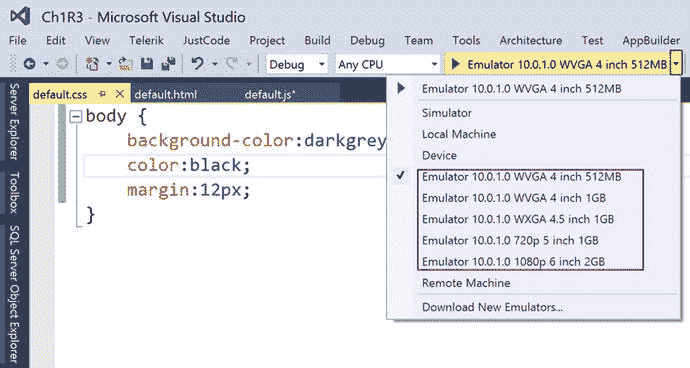 Ch1R3 - Microsoft Visual Studio
File Edit View Telerik JustCode Project Build Debug Team Tools Architecture Test AppBuilder
Debug Any CPU Emulator 10.0.1.0 WVGA 4 inch 512MB
Server Explorer
Toolbox
SQL Server Object Explorer
default.css default.html default.js*
body {
background-color:darkgrey
color:black;
margin:12px;
}
Emulator 10.0.1.0 WVGA 4 inch 512MB
Simulator
Local Machine
Device
Emulator 10.0.1.0 WVGA 4 inch 512MB
Emulator 10.0.1.0 WVGA 4 inch 1GB
Emulator 10.0.1.0 WXGA 4.5 inch 1GB
Emulator 10.0.1.0 720p 5 inch 1GB
Emulator 10.0.1.0 1080p 6 inch 2GB
Remote Machine
Download New Emulators...